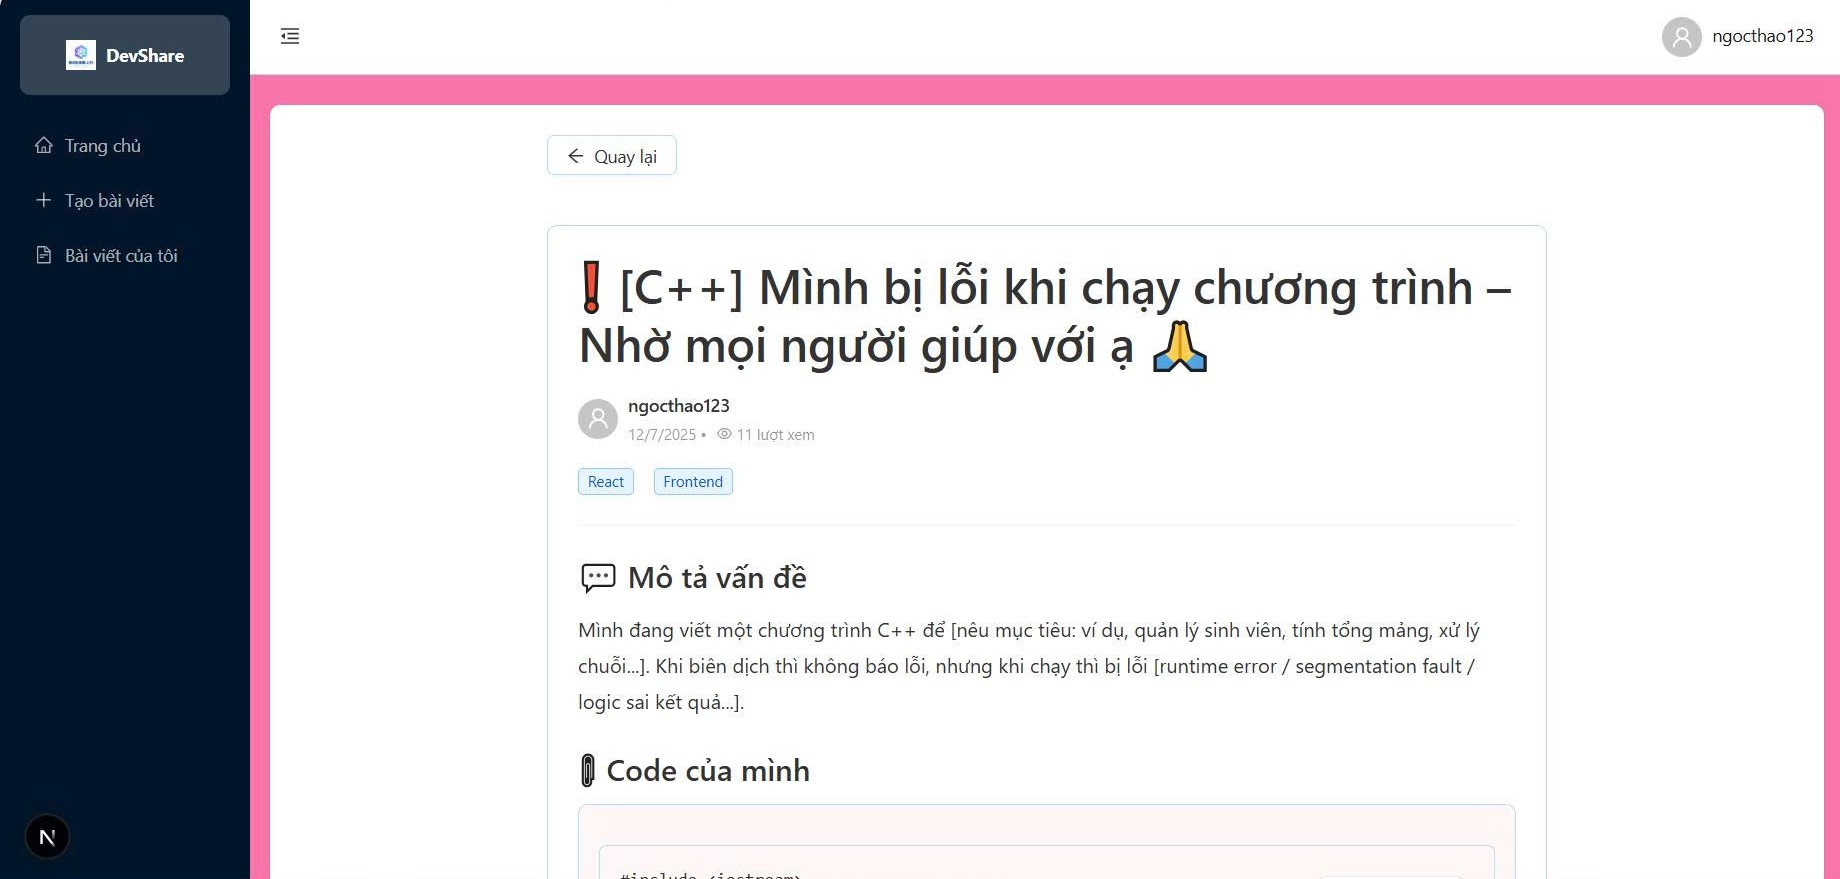 DevShare
ngocthao123
Trang chủ
Tạo bài viết
Bài viết của tôi
Quay lại
❗[C++] Mình bị lỗi khi chạy chương trình –
Nhờ mọi người giúp với ạ 🙏
ngocthao123
12/7/2025 • 11 lượt xem
React Frontend
💬 Mô tả vấn đề
Mình đang viết một chương trình C++ để [nêu mục tiêu: ví dụ, quản lý sinh viên, tính tổng mảng, xử lý
chuỗi...]. Khi biên dịch thì không báo lỗi, nhưng khi chạy thì bị lỗi [runtime error / segmentation fault /
logic sai kết quả...].
Code của mình
#include <iostream>
N